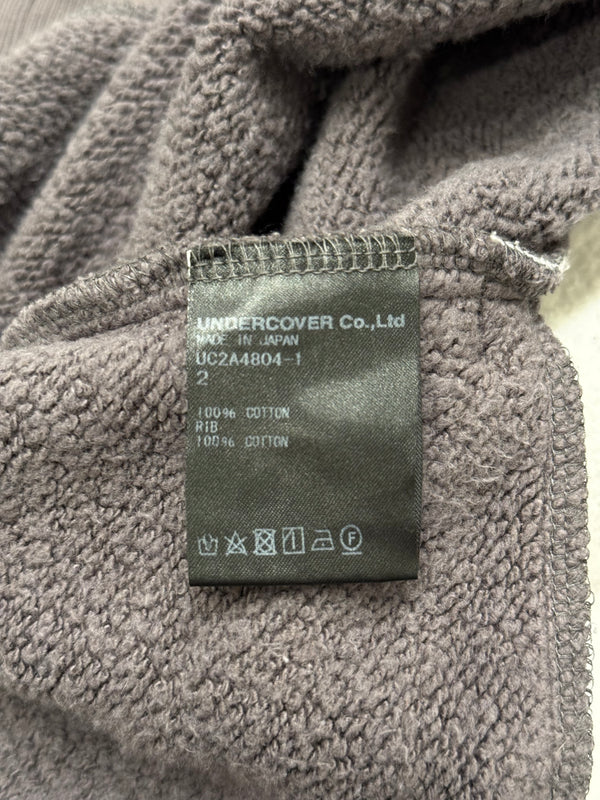 UNDERCOVER Co.,Ltd
MADE IN JAPAN
UC2A4804-1
2
100% COTTON
RIB
100% COTTON